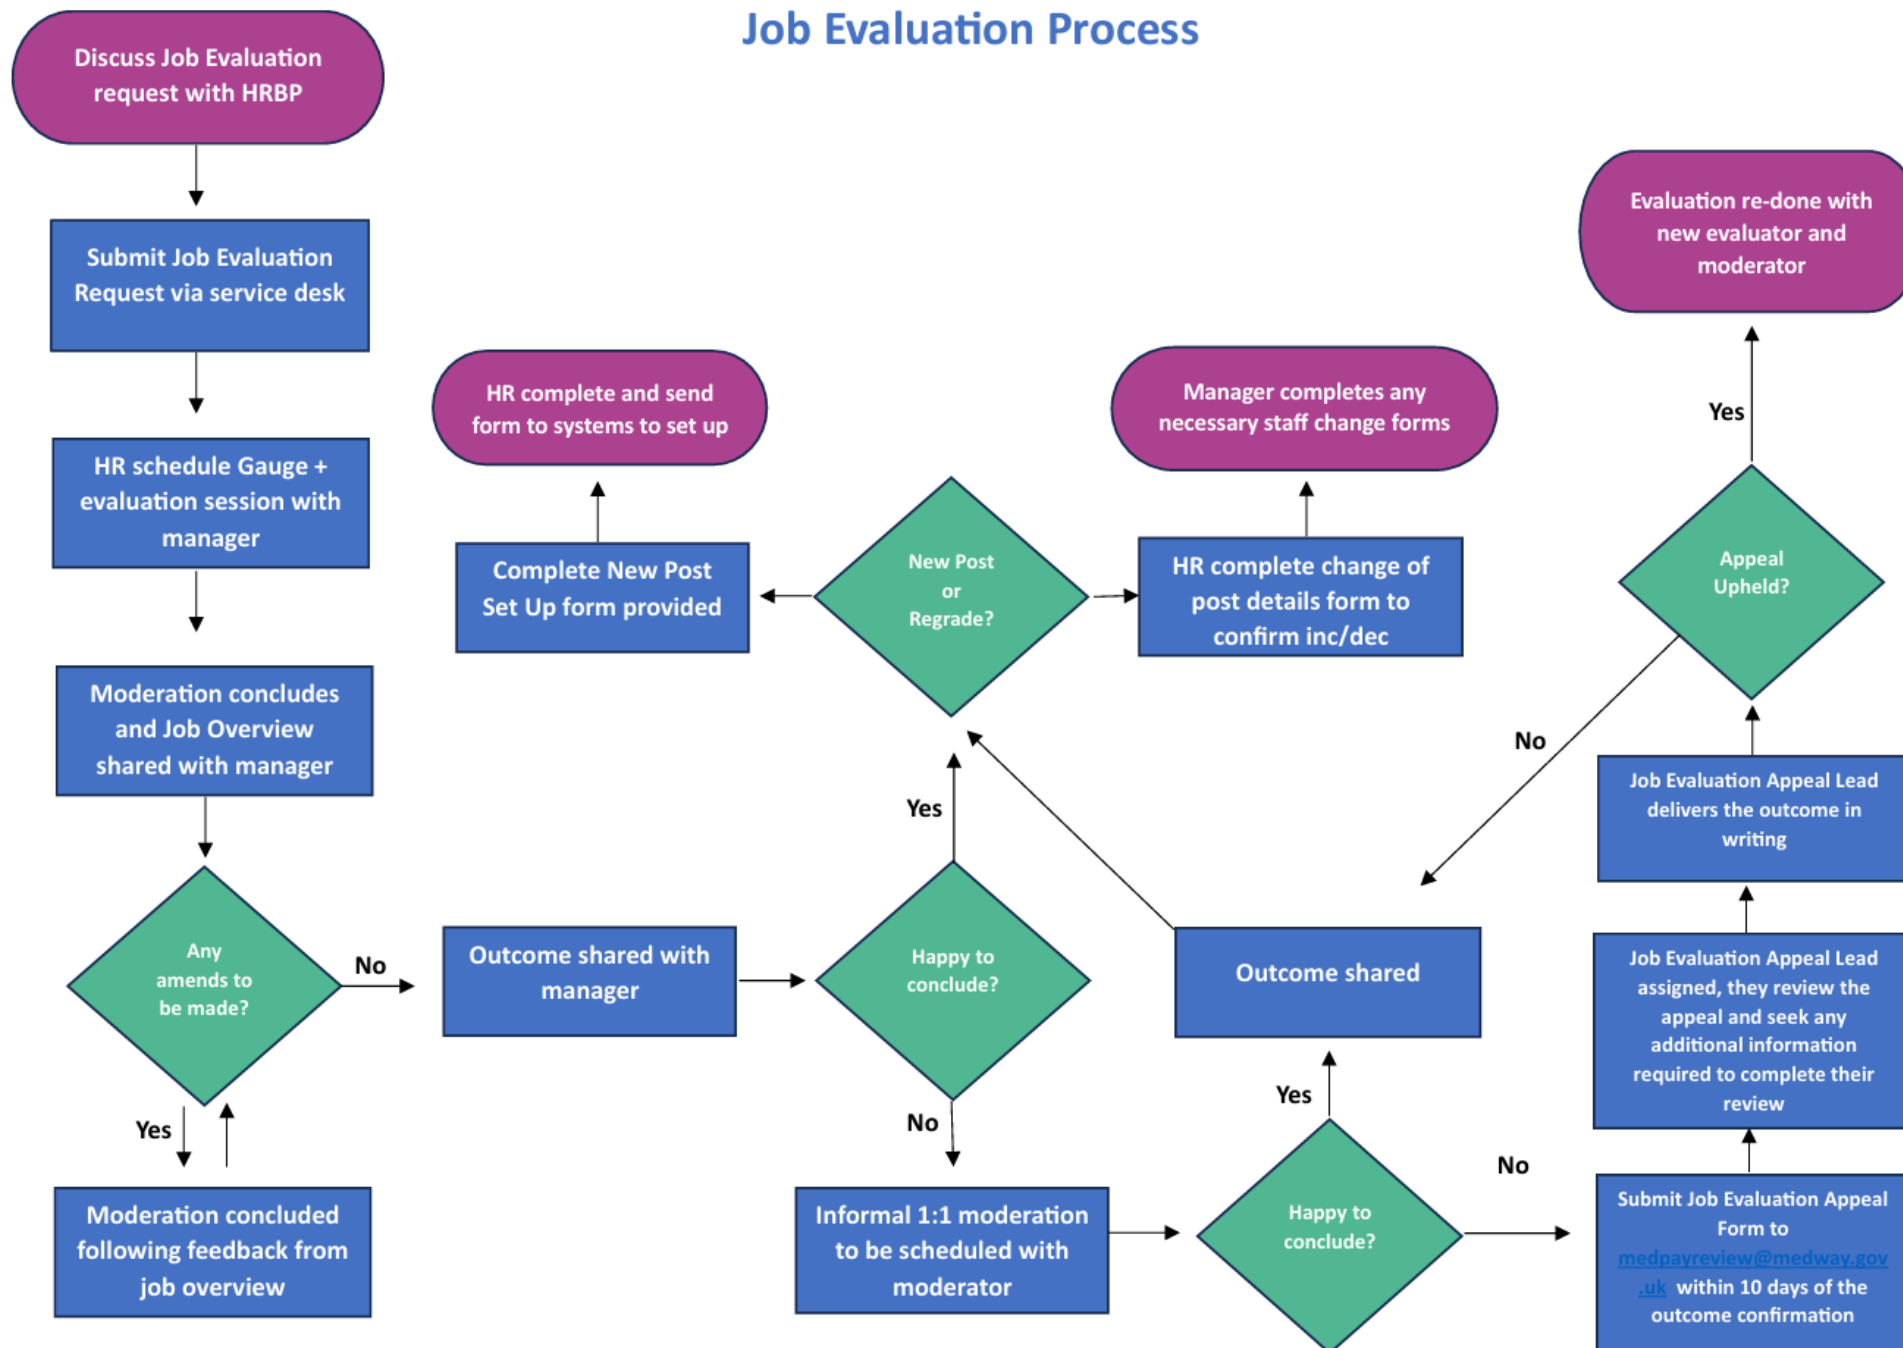 Job Evaluation Process
Discuss Job Evaluation
request with HRBP
Submit Job Evaluation
Request via service desk
HR schedule Gauge +
evaluation session with
manager
Moderation concludes
and Job Overview
shared with manager
Any
amends to
be made?
Yes
No
Moderation concluded
following feedback from
job overview
Outcome shared with
manager
Happy to
conclude?
Yes
No
New Post
or
Regrade?
Complete New Post
Set Up form provided
HR complete and send
form to systems to set up
HR complete change of
post details form to
confirm inc/dec
Manager completes any
necessary staff change forms
Informal 1:1 moderation
to be scheduled with
moderator
Happy to
conclude?
Yes
No
Outcome shared
Submit Job Evaluation Appeal
Form to
medpayreview@medway.gov
.uk within 10 days of the
outcome confirmation
Job Evaluation Appeal Lead
assigned, they review the
appeal and seek any
additional information
required to complete their
review
Job Evaluation Appeal Lead
delivers the outcome in
writing
Appeal
Upheld?
No
Yes
Evaluation re-done with
new evaluator and
moderator